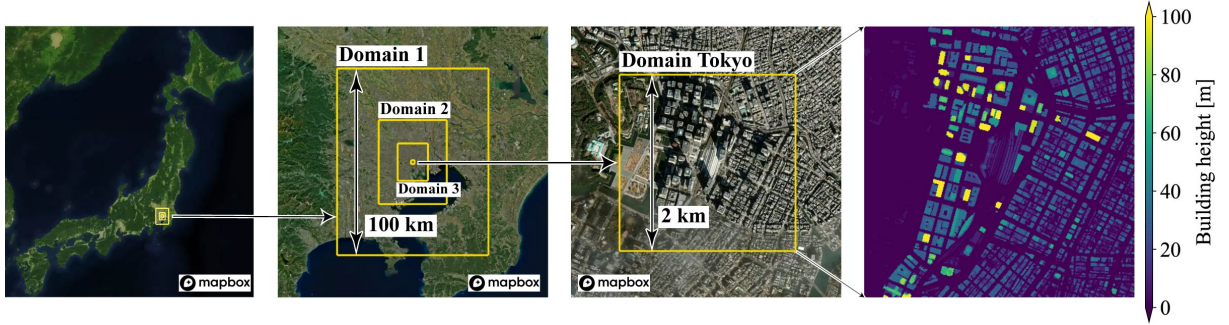 mapbox
Domain 1
Domain 2
Domain 3
100 km
mapbox
Domain Tokyo
2 km
mapbox
100
80
60
40
20
0
Building height [m]